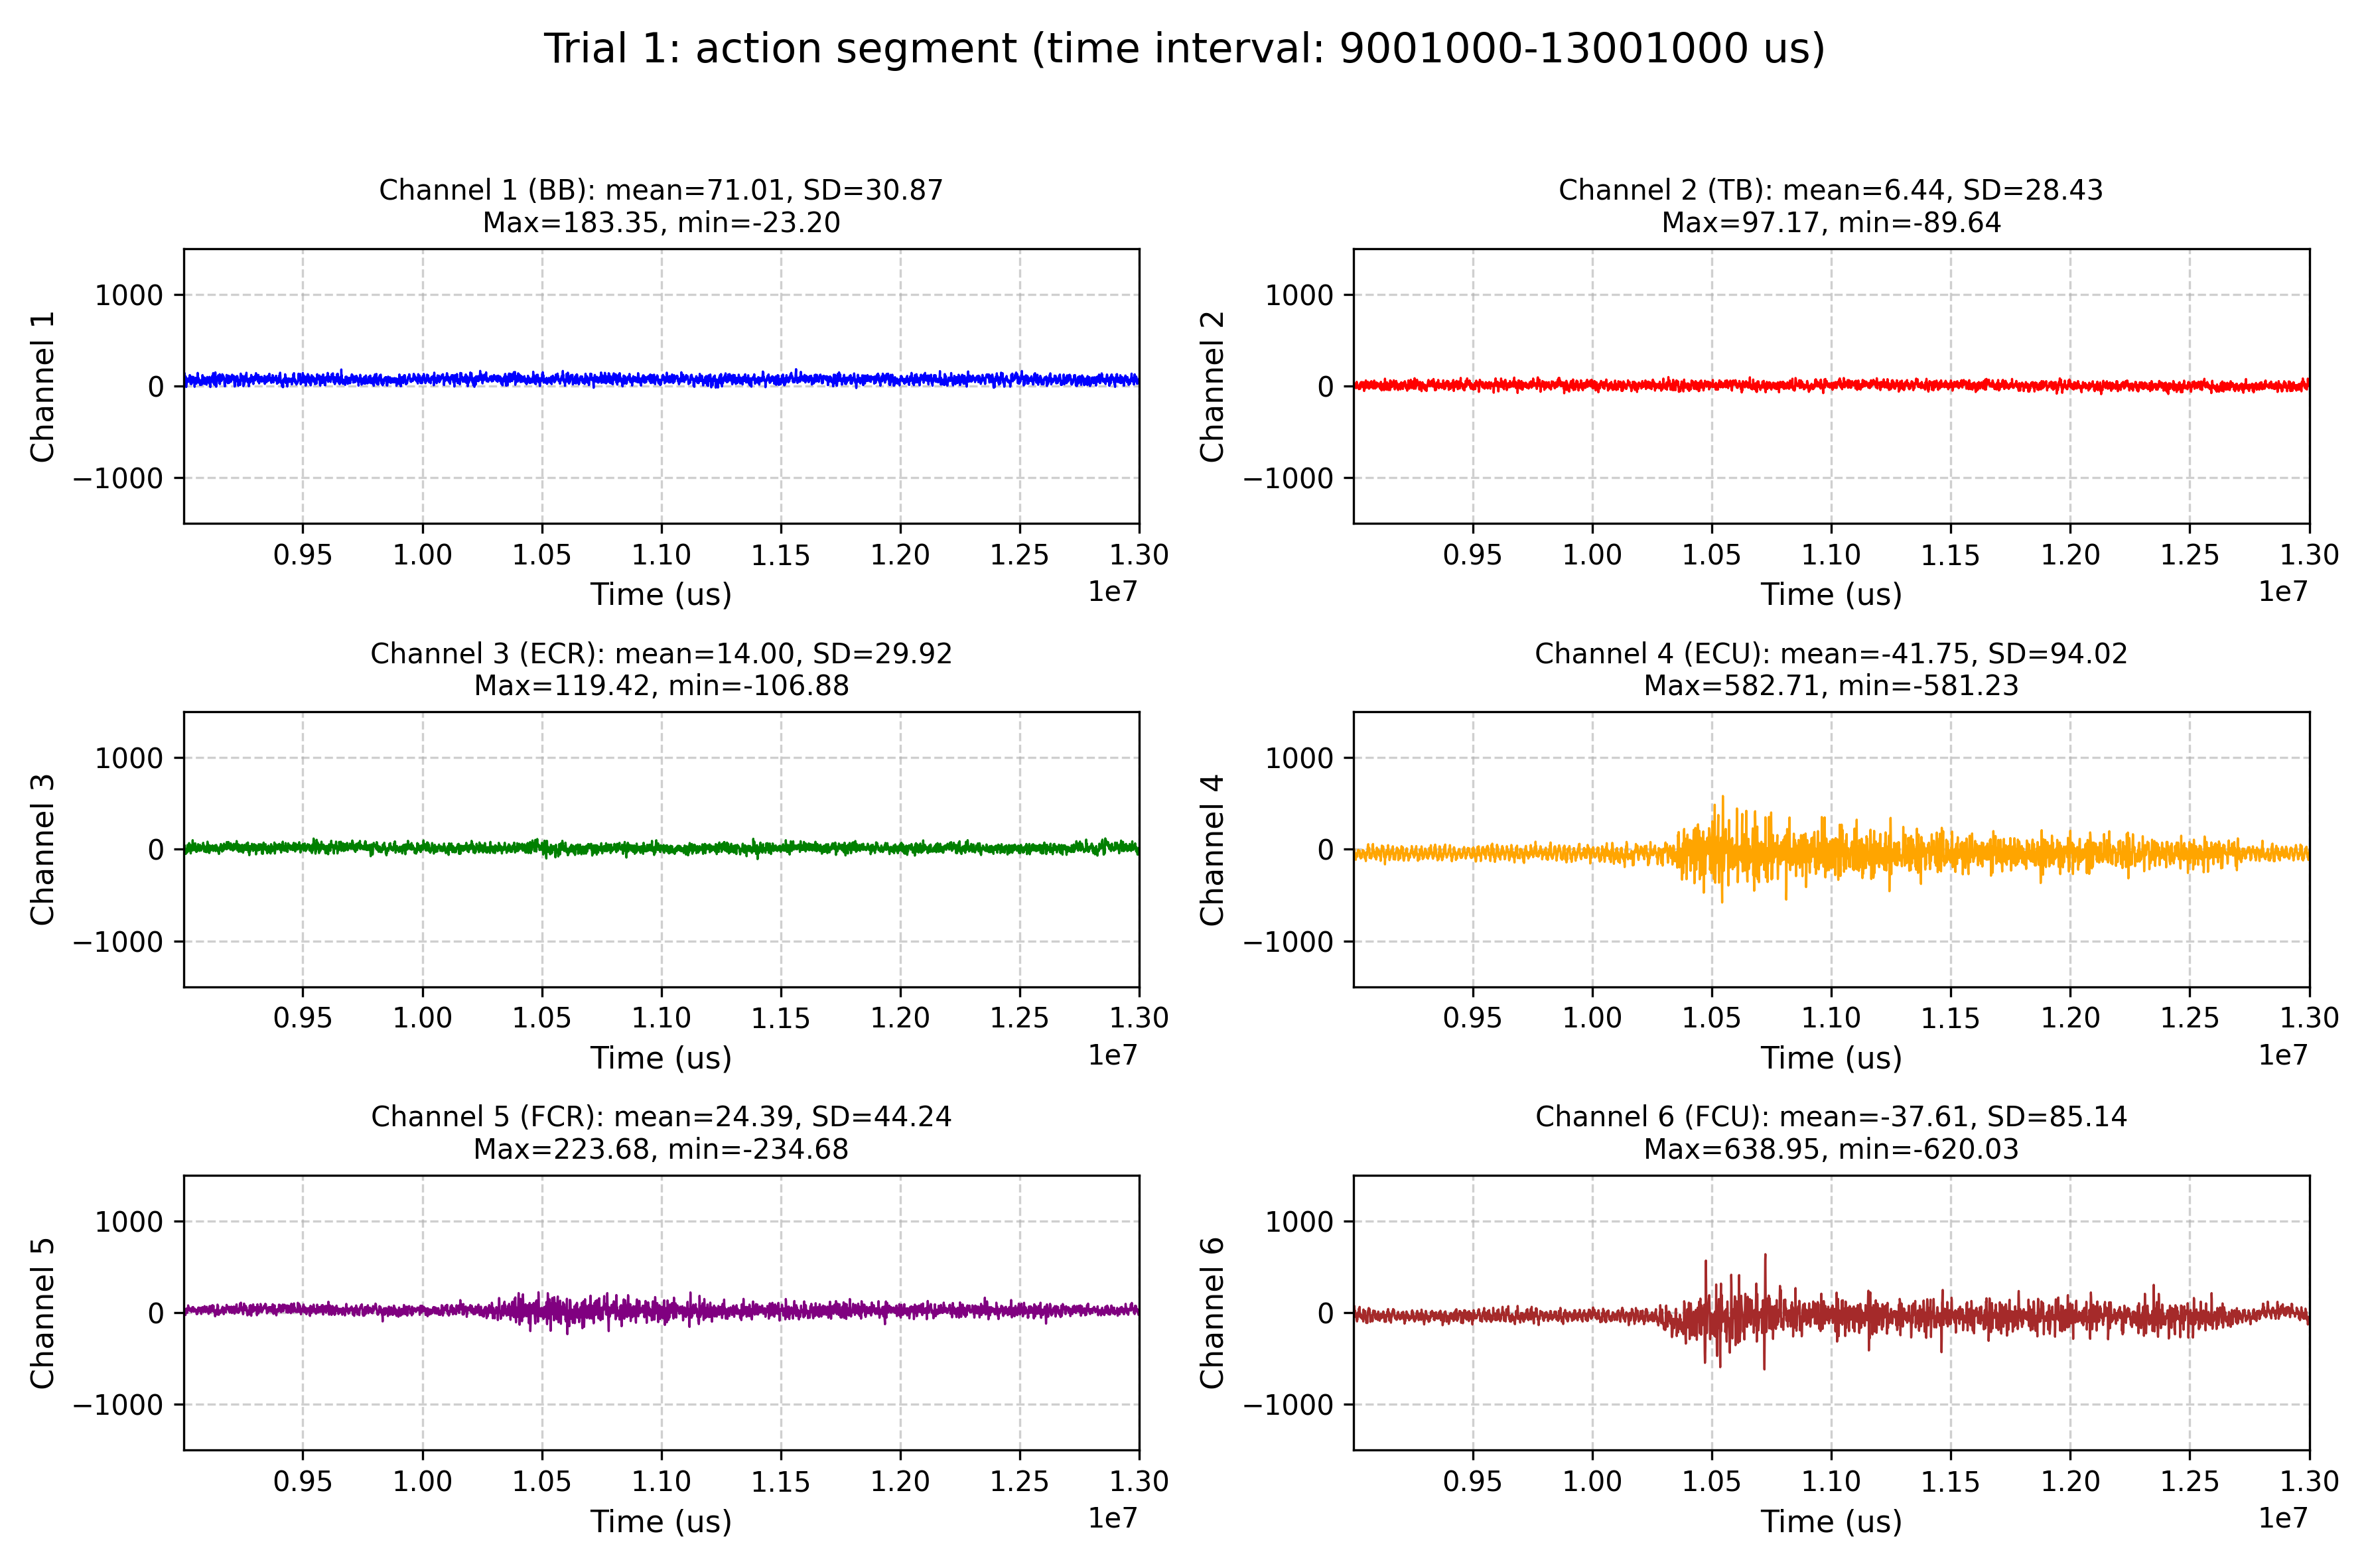 Trial 1: action segment (time interval: 9001000-13001000 us)
Channel 1 (BB): mean=71.01, SD=30.87
Max=183.35, min=-23.20
Channel 1
1000
0
−1000
0.95 1.00 1.05 1.10 1.15 1.20 1.25 1.30
Time (us)
1e7
Channel 2 (TB): mean=6.44, SD=28.43
Max=97.17, min=-89.64
Channel 2
1000
0
−1000
0.95 1.00 1.05 1.10 1.15 1.20 1.25 1.30
Time (us)
1e7
Channel 3 (ECR): mean=14.00, SD=29.92
Max=119.42, min=-106.88
Channel 3
1000
0
−1000
0.95 1.00 1.05 1.10 1.15 1.20 1.25 1.30
Time (us)
1e7
Channel 4 (ECU): mean=-41.75, SD=94.02
Max=582.71, min=-581.23
Channel 4
1000
0
−1000
0.95 1.00 1.05 1.10 1.15 1.20 1.25 1.30
Time (us)
1e7
Channel 5 (FCR): mean=24.39, SD=44.24
Max=223.68, min=-234.68
Channel 5
1000
0
−1000
0.95 1.00 1.05 1.10 1.15 1.20 1.25 1.30
Time (us)
1e7
Channel 6 (FCU): mean=-37.61, SD=85.14
Max=638.95, min=-620.03
Channel 6
1000
0
−1000
0.95 1.00 1.05 1.10 1.15 1.20 1.25 1.30
Time (us)
1e7